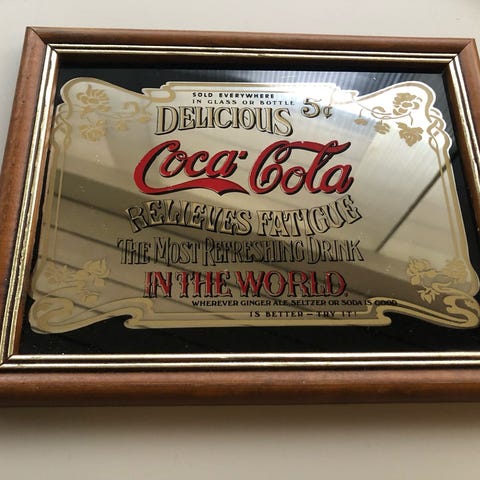 SOLD EVERYWHERE
IN GLASS OR BOTTLE 5¢
DELICIOUS
Coca-Cola
RELIEVES FATIGUE
THE MOST REFRESHING DRINK
IN THE WORLD.
WHEREVER GINGER ALE, SELTZER OR SODA IS GOOD
IS BETTER – TRY IT!